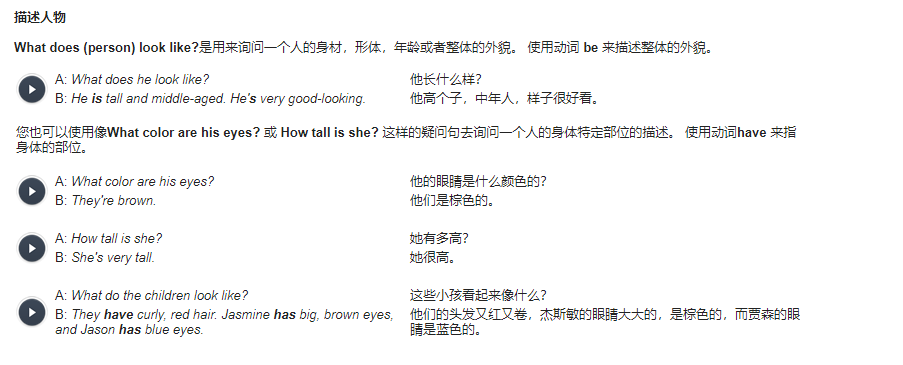 描述人物
What does (person) look like?是用来询问一个人的身材，形体，年龄或者整体的外貌。 使用动词 be 来描述整体的外貌。
A: What does he look like? 他长什么样?
B: He is tall and middle-aged. He's very good-looking. 他高个子，中年人，样子很好看。
您也可以使用像What color are his eyes? 或 How tall is she? 这样的疑问句去询问一个人的身体特定部位的描述。 使用动词have 来指
身体的部位。
A: What color are his eyes? 他的眼睛是什么颜色的?
B: They're brown. 他们是棕色的。
A: How tall is she? 她有多高?
B: She's very tall. 她很高。
A: What do the children look like? 这些小孩看起来像什么?
B: They have curly, red hair. Jasmine has big, brown eyes, 他们的头发又红又卷，杰斯敏的眼睛大大的，是棕色的，而贾森的眼
and Jason has blue eyes. 睛是蓝色的。